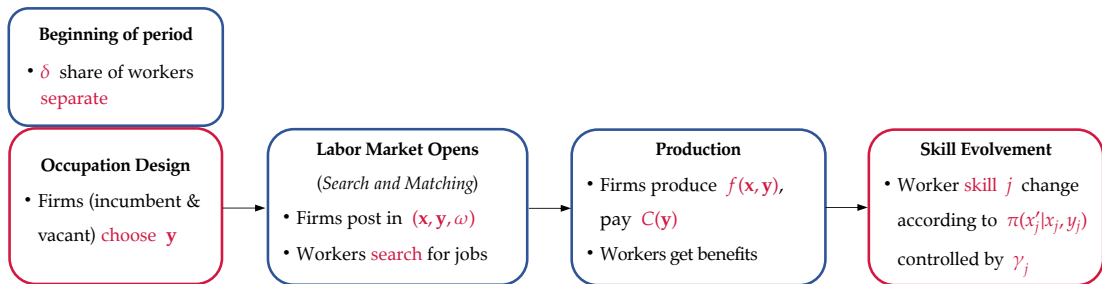 Beginning of period
• δ share of workers
separate
Occupation Design
• Firms (incumbent &
vacant) choose y
Labor Market Opens
(Search and Matching)
• Firms post in (x, y, ω)
• Workers search for jobs
Production
• Firms produce f(x, y),
pay C(y)
• Workers get benefits
Skill Evolvement
• Worker skill j change
according to π(x′j|xj, yj)
controlled by γj